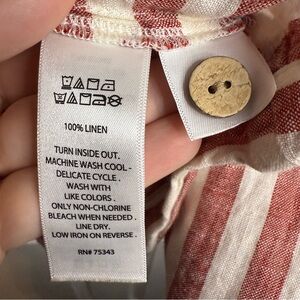 100% LINEN
TURN INSIDE OUT.
MACHINE WASH COOL -
DELICATE CYCLE .
WASH WITH
LIKE COLORS .
ONLY NON-CHLORINE
BLEACH WHEN NEEDED .
LINE DRY.
LOW IRON ON REVERSE .
RN# 75343